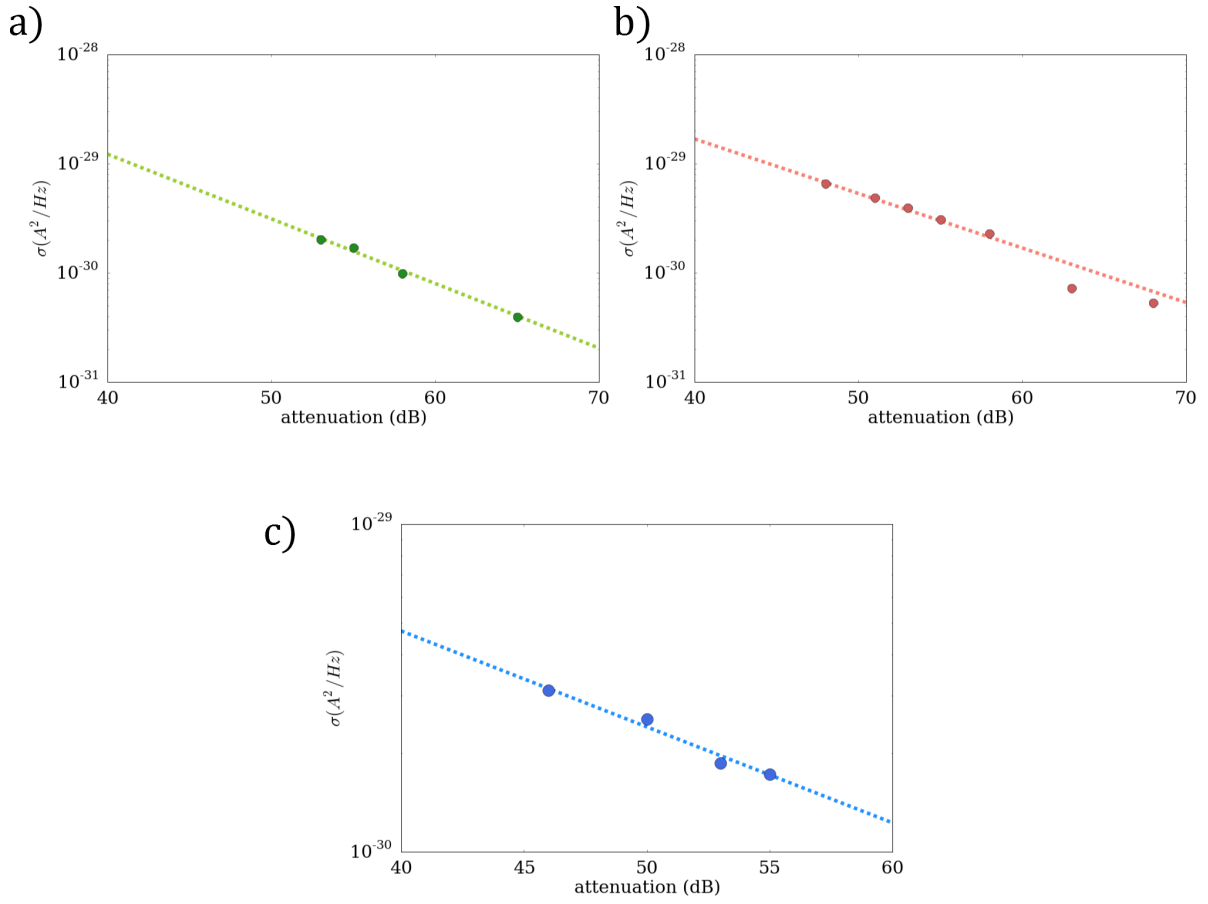 a)
10^-28
10^-29
10^-30
10^-31
σ(A²/Hz)
40 50 60 70
attenuation (dB)
b)
10^-28
10^-29
10^-30
10^-31
σ(A²/Hz)
40 50 60 70
attenuation (dB)
c)
10^-29
10^-30
σ(A²/Hz)
40 45 50 55 60
attenuation (dB)